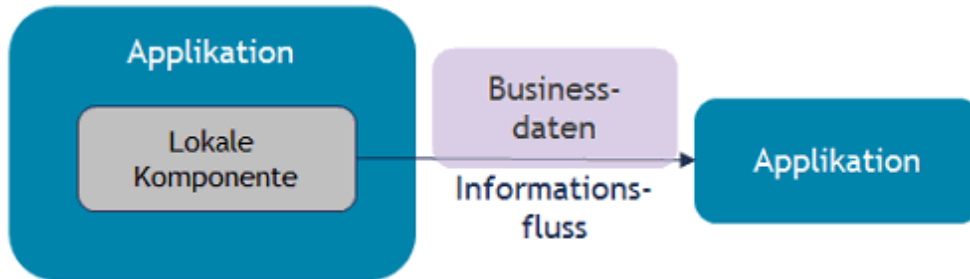 Applikation
Lokale
Komponente
Business-
daten
Informations-
fluss
Applikation